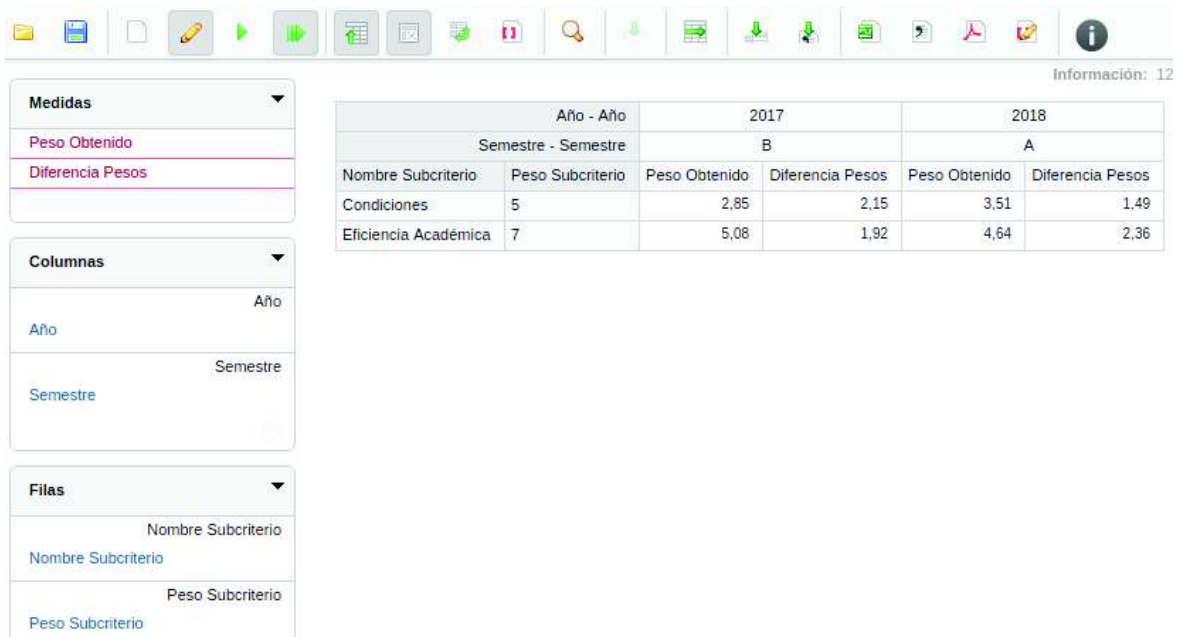 Información: 12
Medidas
Peso Obtenido
Diferencia Pesos
Columnas
Año
Año
Semestre
Semestre
Filas
Nombre Subcriterio
Nombre Subcriterio
Peso Subcriterio
Peso Subcriterio
Año - Año 2017 2018
Semestre - Semestre B A
Nombre Subcriterio Peso Subcriterio Peso Obtenido Diferencia Pesos Peso Obtenido Diferencia Pesos
Condiciones 5 2,85 2,15 3,51 1,49
Eficiencia Académica 7 5,08 1,92 4,64 2,36